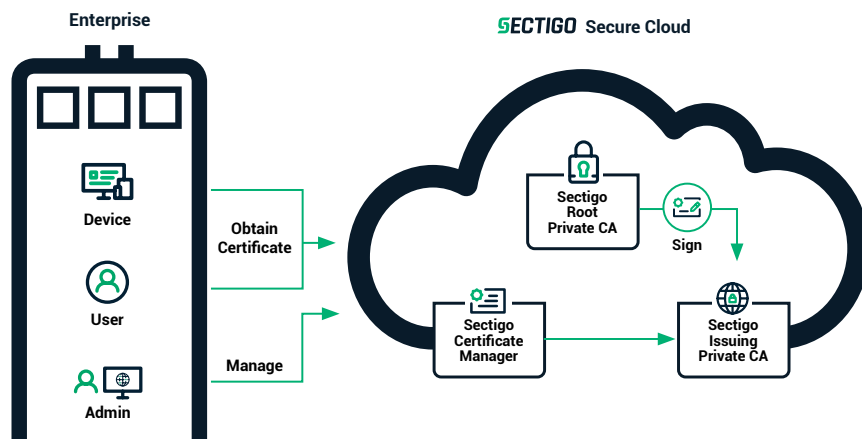 Enterprise
SECTIGO Secure Cloud
Device
User
Admin
Obtain
Certificate
Manage
Sectigo
Root
Private CA
Sign
Sectigo
Certificate
Manager
Sectigo
Issuing
Private CA